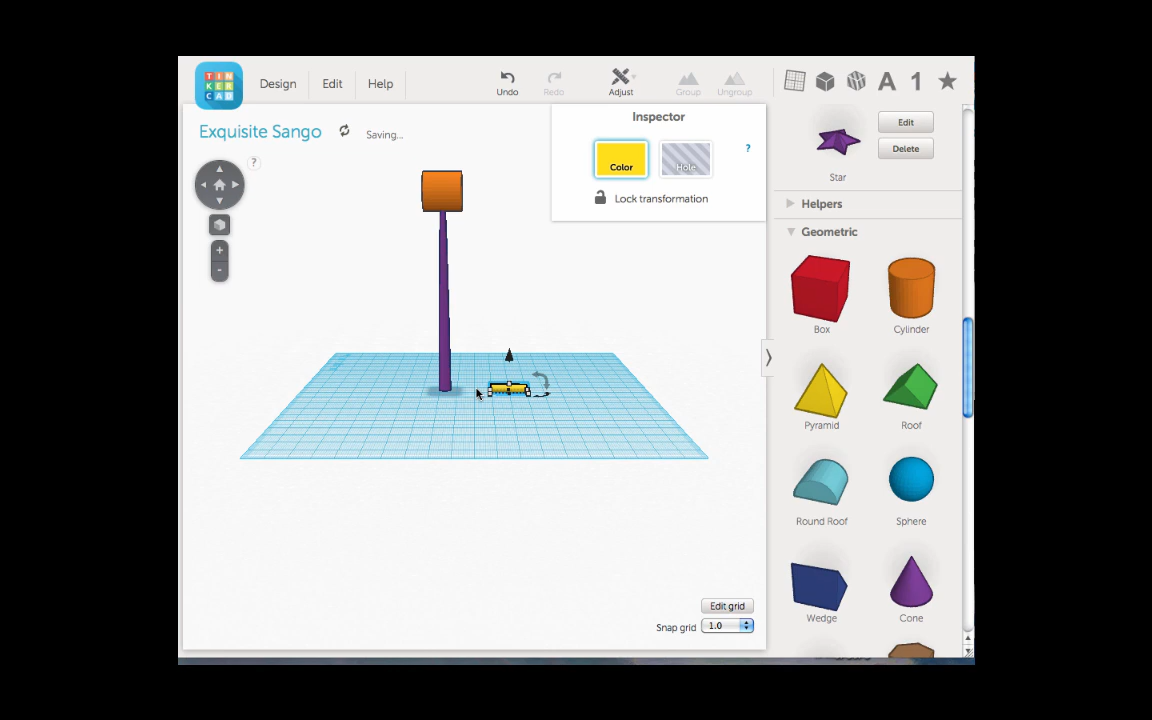 TIN
KER
CAD
Design
Edit
Help
Undo
Redo
Adjust
Group
Ungroup
A
1
Exquisite Sango
Saving...
?
Inspector
Color
Hole
?
Lock transformation
+
-
Edit
Delete
Star
Helpers
Geometric
Box
Cylinder
Pyramid
Roof
Round Roof
Sphere
Wedge
Cone
Edit grid
Snap grid
1.0